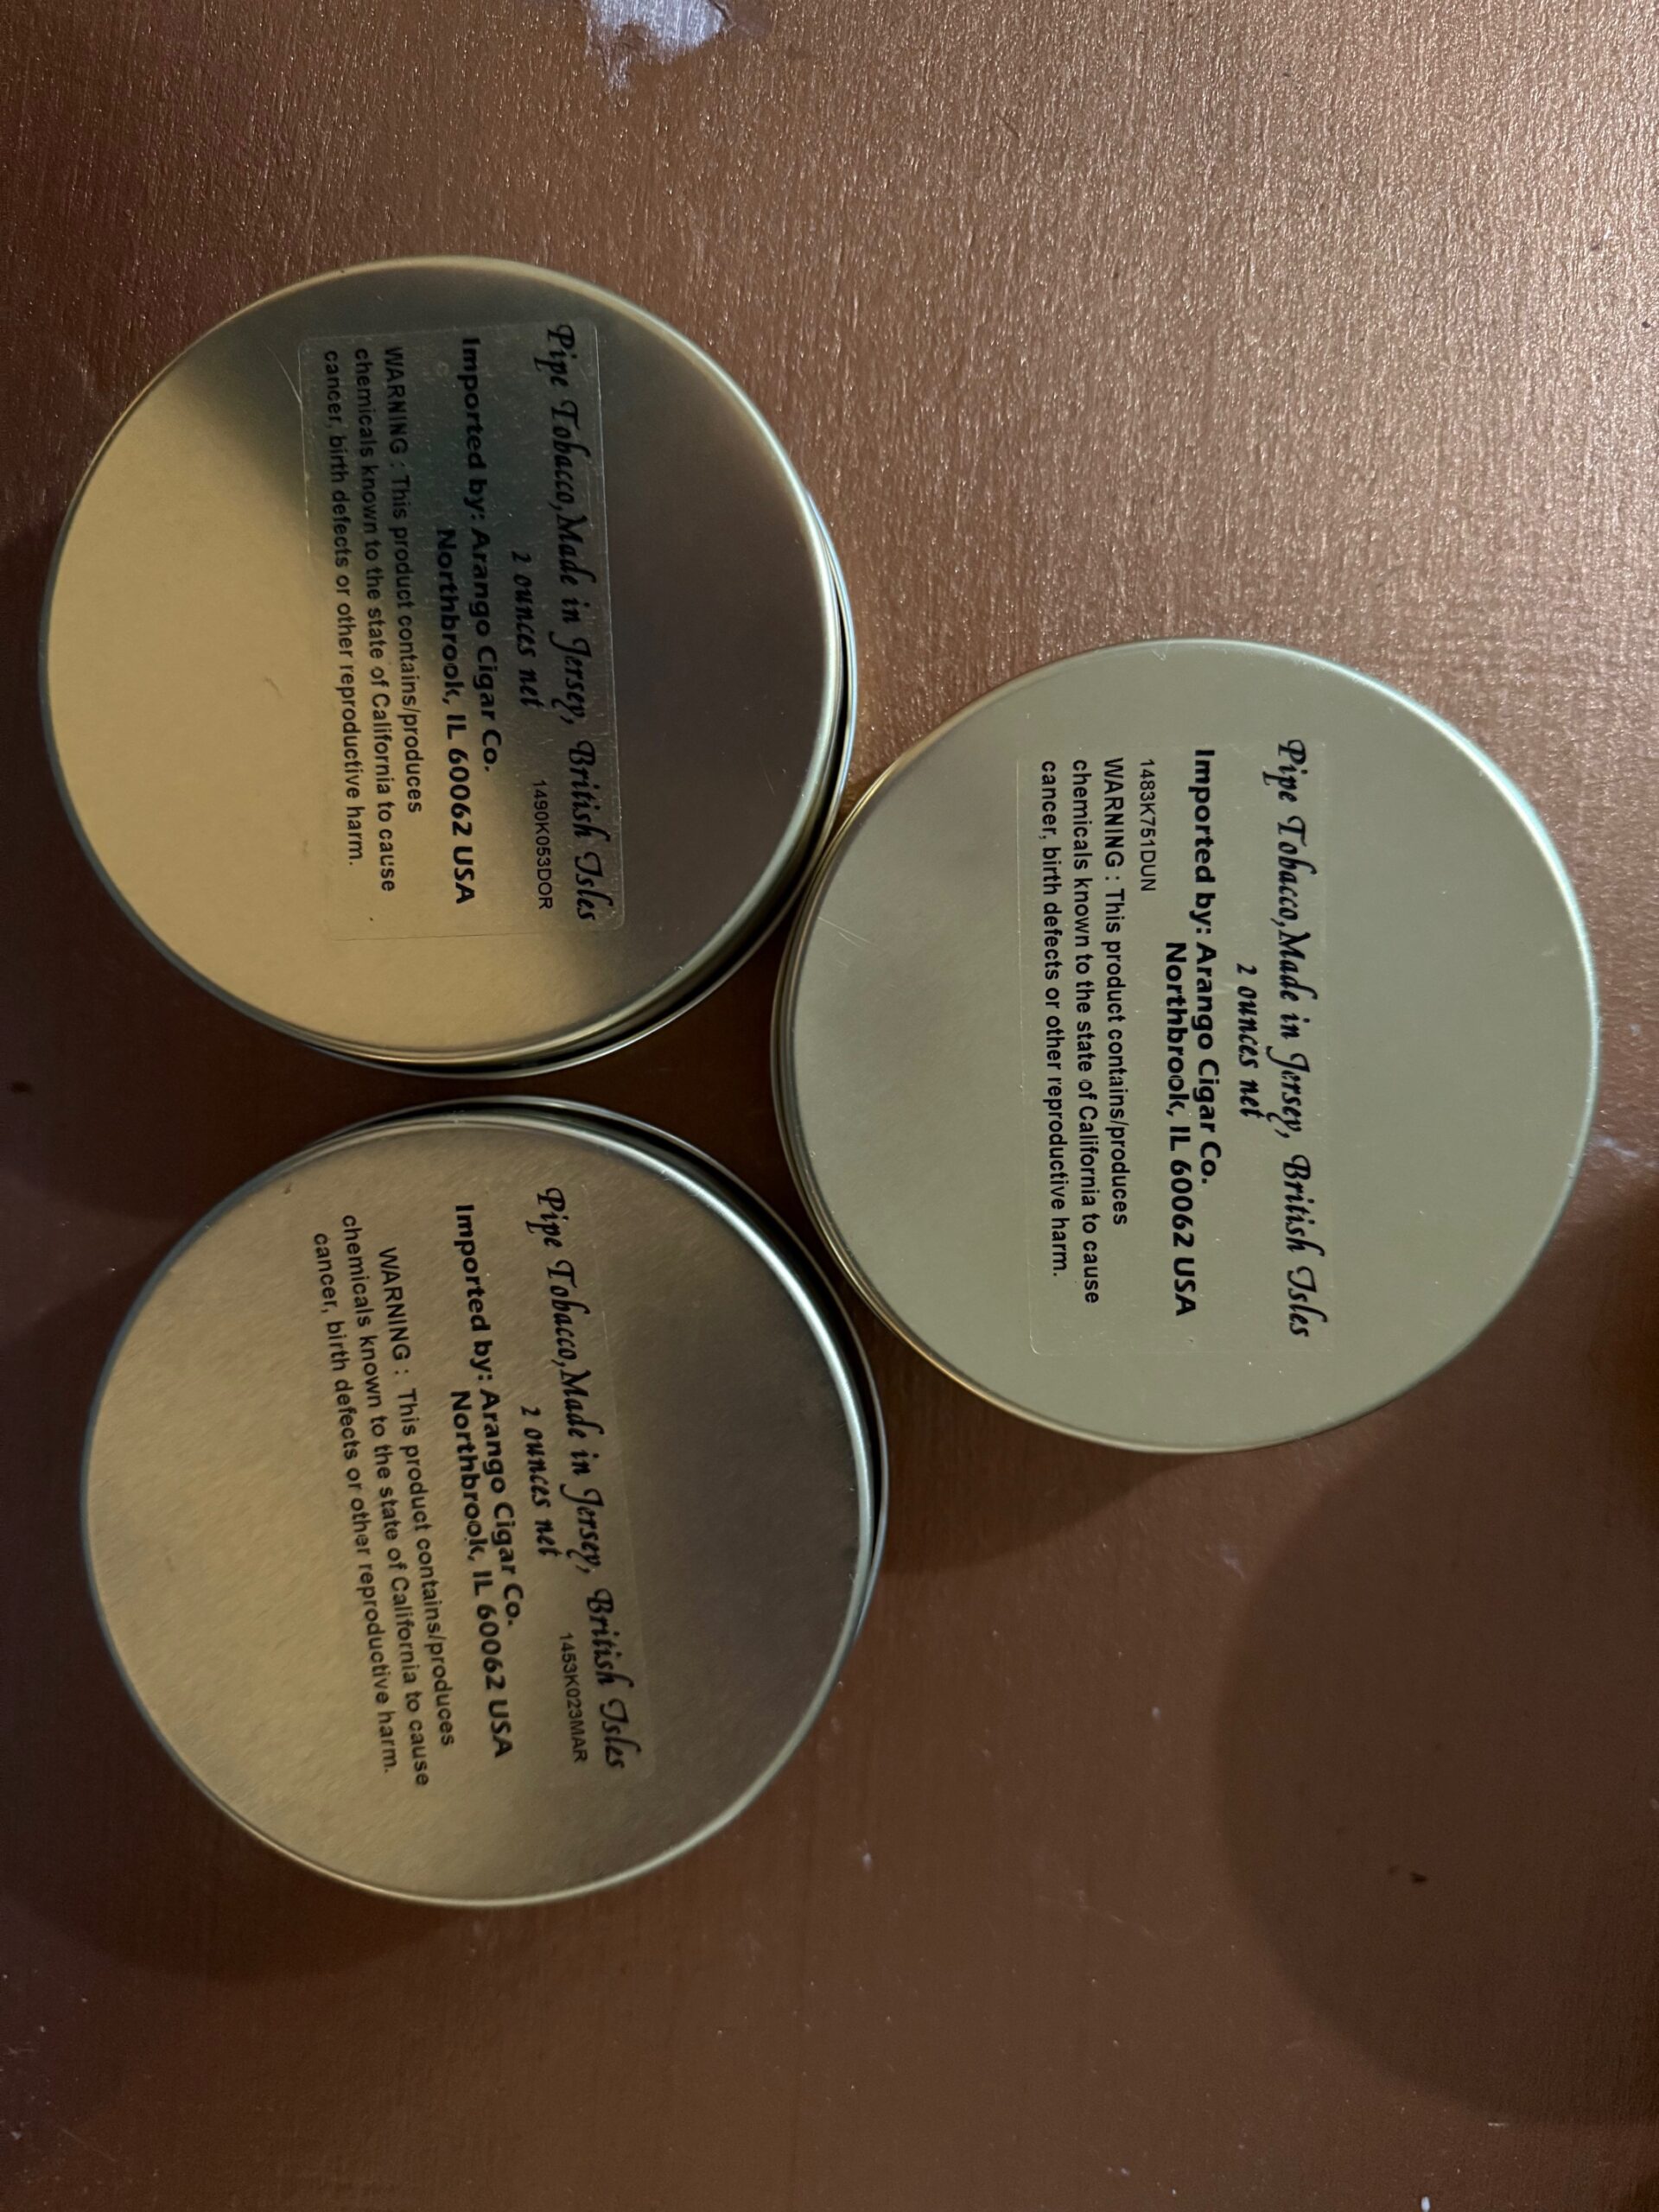 Pipe Tobacco, Made in Jersey, British Isles
2 ounces net
Imported by: Arango Cigar Co.
Northbrook, IL 60062 USA
1483K751DUN
WARNING : This product contains/produces
chemicals known to the state of California to cause
cancer, birth defects or other reproductive harm.
Pipe Tobacco, Made in Jersey, British Isles
2 ounces net
1490K053DOR
Imported by: Arango Cigar Co.
Northbrook, IL 60062 USA
WARNING : This product contains/produces
chemicals known to the state of California to cause
cancer, birth defects or other reproductive harm.
Pipe Tobacco, Made in Jersey, British Isles
2 ounces net
1453K023MAR
Imported by: Arango Cigar Co.
Northbrook, IL 60062 USA
WARNING : This product contains/produces
chemicals known to the state of California to cause
cancer, birth defects or other reproductive harm.